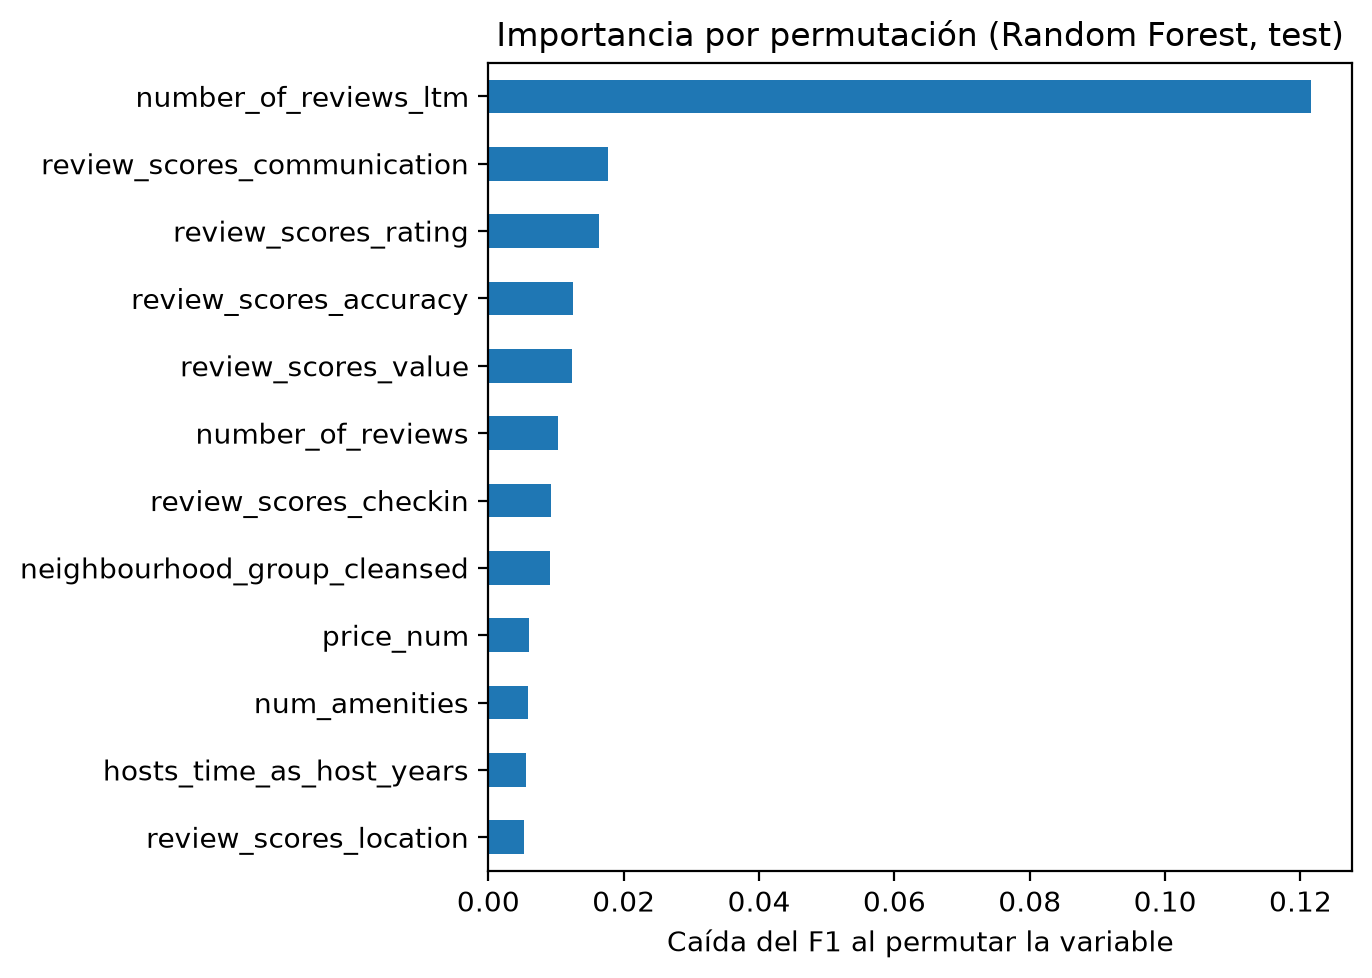 Importancia por permutación (Random Forest, test)
number_of_reviews_ltm
review_scores_communication
review_scores_rating
review_scores_accuracy
review_scores_value
number_of_reviews
review_scores_checkin
neighbourhood_group_cleansed
price_num
num_amenities
hosts_time_as_host_years
review_scores_location
0.00 0.02 0.04 0.06 0.08 0.10 0.12
Caída del F1 al permutar la variable